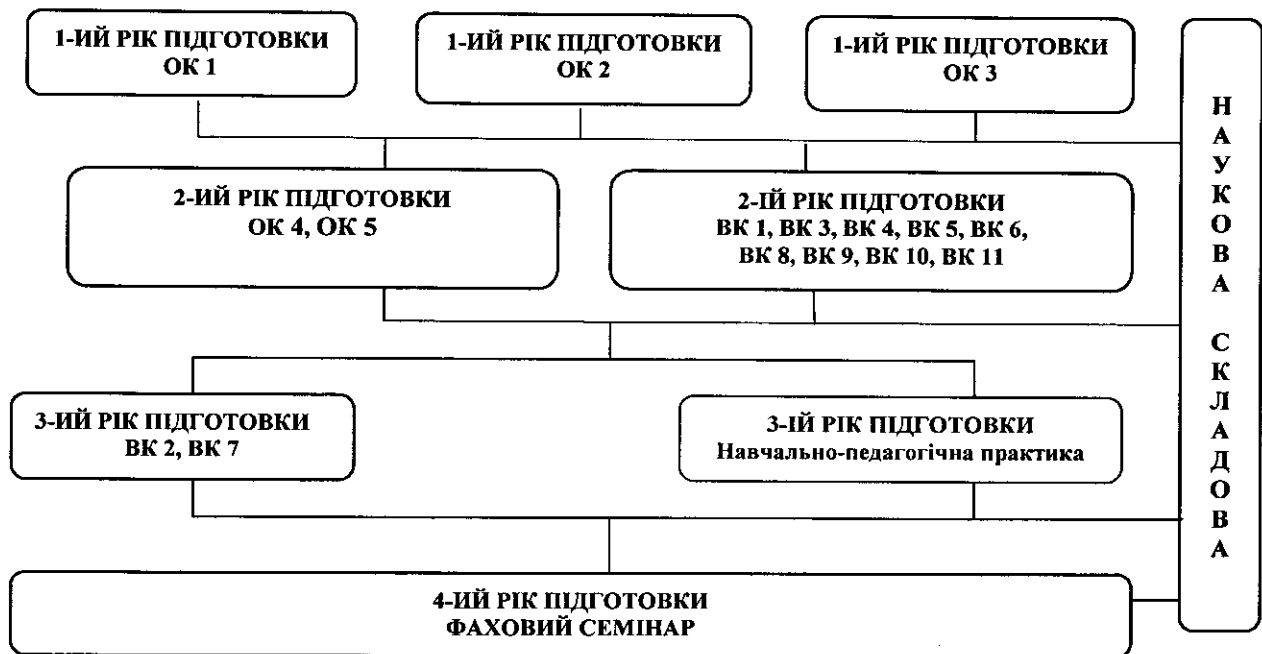 1-ИЙ РІК ПІДГОТОВКИ
ОК 1
1-ИЙ РІК ПІДГОТОВКИ
ОК 2
1-ИЙ РІК ПІДГОТОВКИ
ОК 3
2-ИЙ РІК ПІДГОТОВКИ
ОК 4, ОК 5
2-ІЙ РІК ПІДГОТОВКИ
ВК 1, ВК 3, ВК 4, ВК 5, ВК 6,
ВК 8, ВК 9, ВК 10, ВК 11
3-ИЙ РІК ПІДГОТОВКИ
ВК 2, ВК 7
3-ІЙ РІК ПІДГОТОВКИ
Навчально-педагогічна практика
4-ИЙ РІК ПІДГОТОВКИ
ФАХОВИЙ СЕМІНАР
НАУКОВА СКЛАДОВА